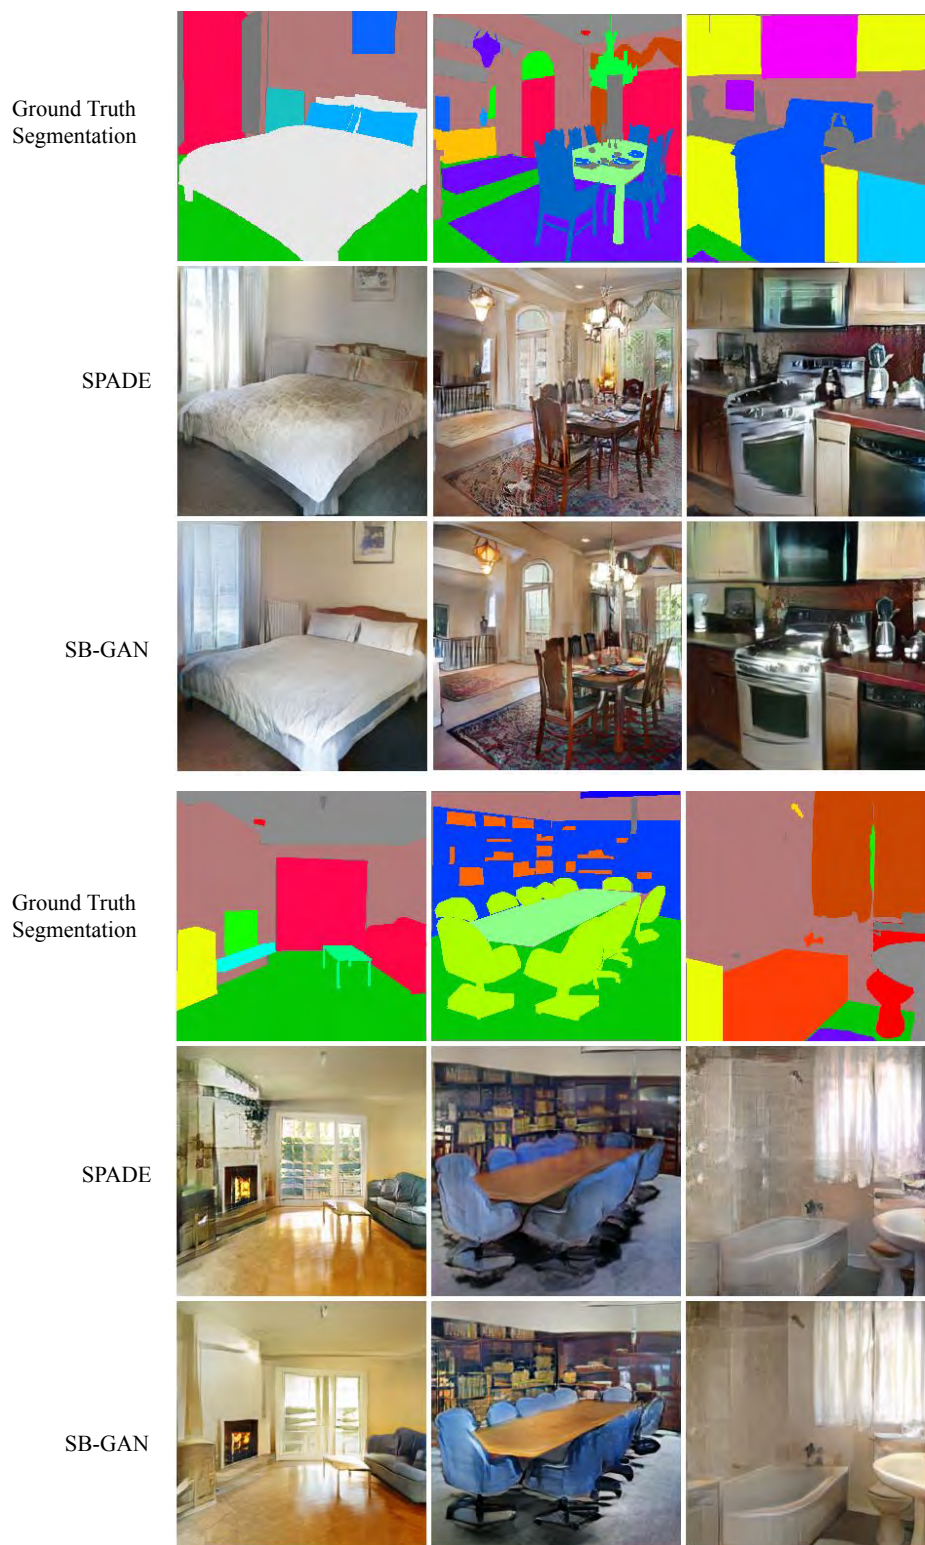 Ground Truth
Segmentation
SPADE
SB-GAN
Ground Truth
Segmentation
SPADE
SB-GAN